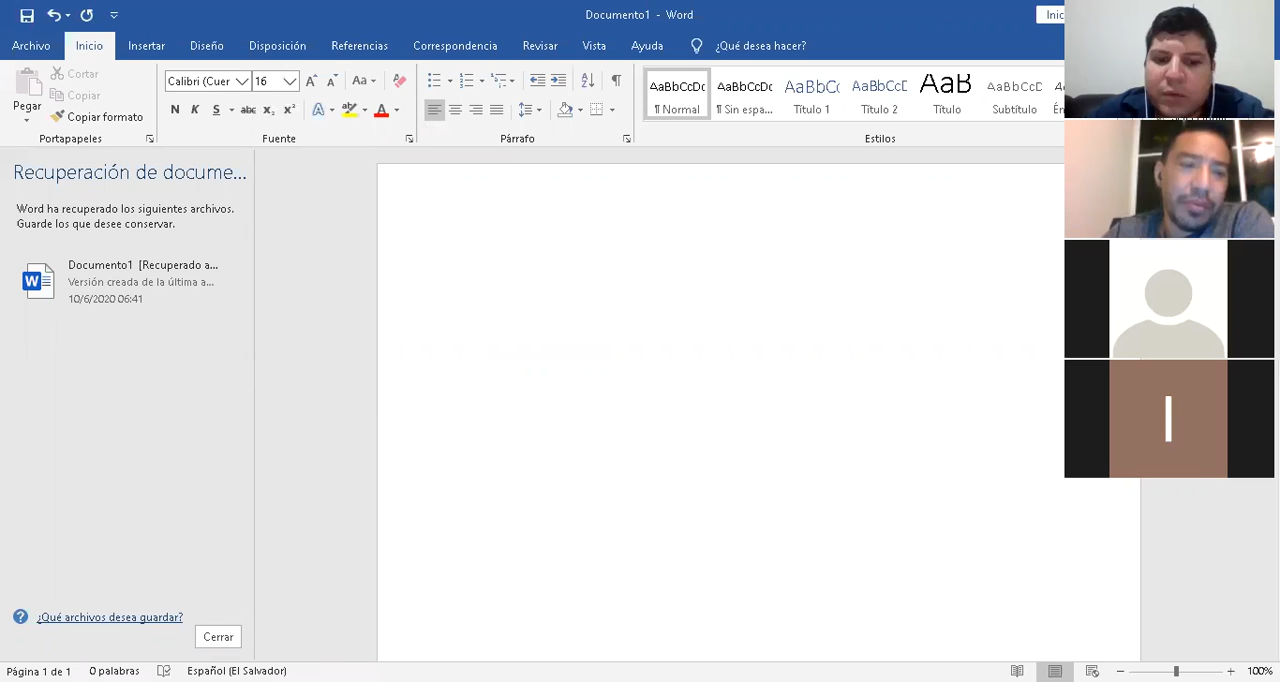 Documento1 - Word
Inic
Archivo Inicio Insertar Diseño Disposición Referencias Correspondencia Revisar Vista Ayuda ¿Qué desea hacer?
Pegar
Cortar
Copiar
Copiar formato
Portapapeles
Calibri (Cuer 16
Aa
N K S abc x₂ x²
A
Fuente
Párrafo
AaBbCcDc AaBbCcDc AaBbCc AaBbCcD AaB AaBbCcD
¶ Normal ¶ Sin espa... Título 1 Título 2 Título Subtítulo
Estilos
Recuperación de docume...
Word ha recuperado los siguientes archivos.
Guarde los que desee conservar.
Documento1 [Recuperado a...
Versión creada de la última a...
10/6/2020 06:41
I
¿Qué archivos desea guardar?
Cerrar
Página 1 de 1 0 palabras Español (El Salvador) 100%